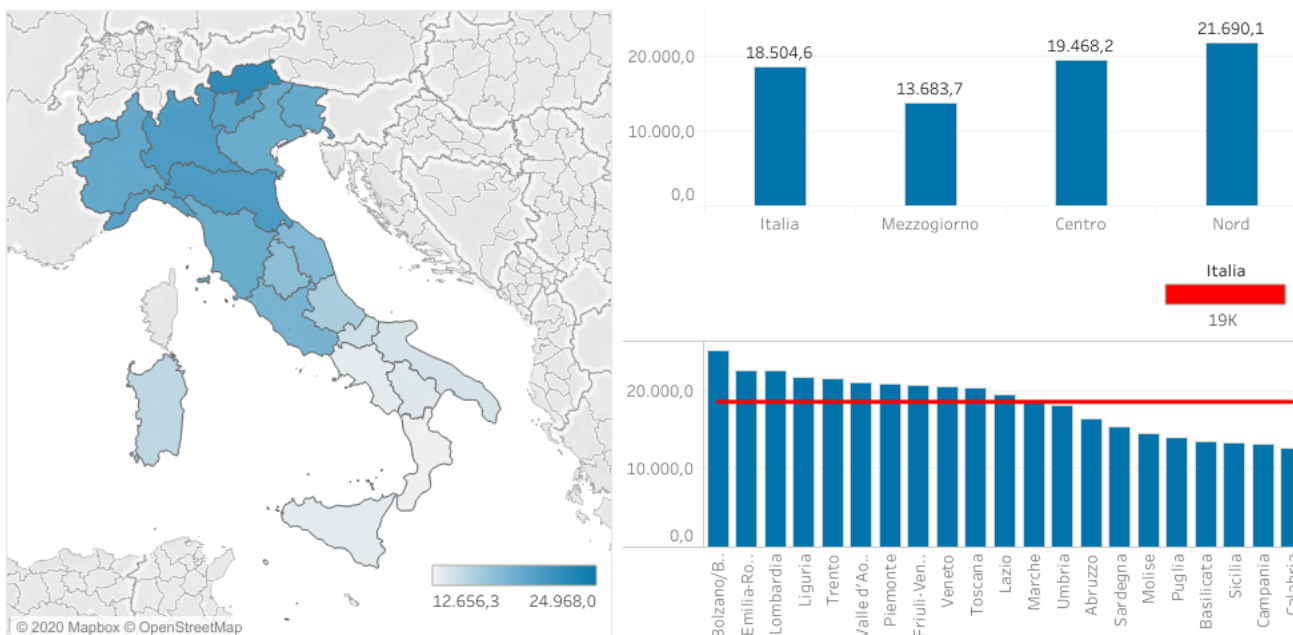 12.656,3 24.968,0
© 2020 Mapbox © OpenStreetMap
20.000,0
10.000,0
0,0
18.504,6
13.683,7
19.468,2
21.690,1
Italia
Mezzogiorno
Centro
Nord
Italia
19K
20.000,0
10.000,0
0,0
Bolzano/B..
Emilia-Ro..
Lombardia
Liguria
Trento
Valle d'Ao..
Piemonte
Friuli-Ven..
Veneto
Toscana
Lazio
Marche
Umbria
Abruzzo
Sardegna
Molise
Puglia
Basilicata
Sicilia
Campania
Calabria